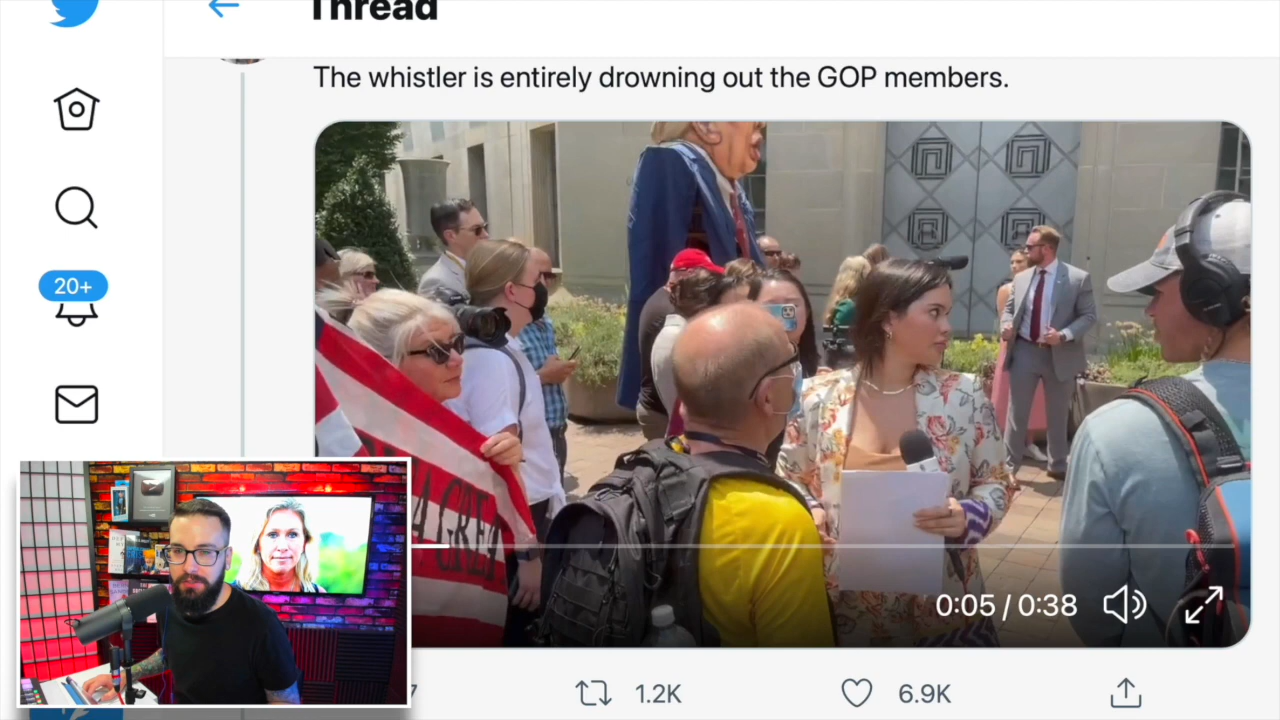 Thread
The whistler is entirely drowning out the GOP members.
20+
0:05 / 0:38
1.2K
6.9K